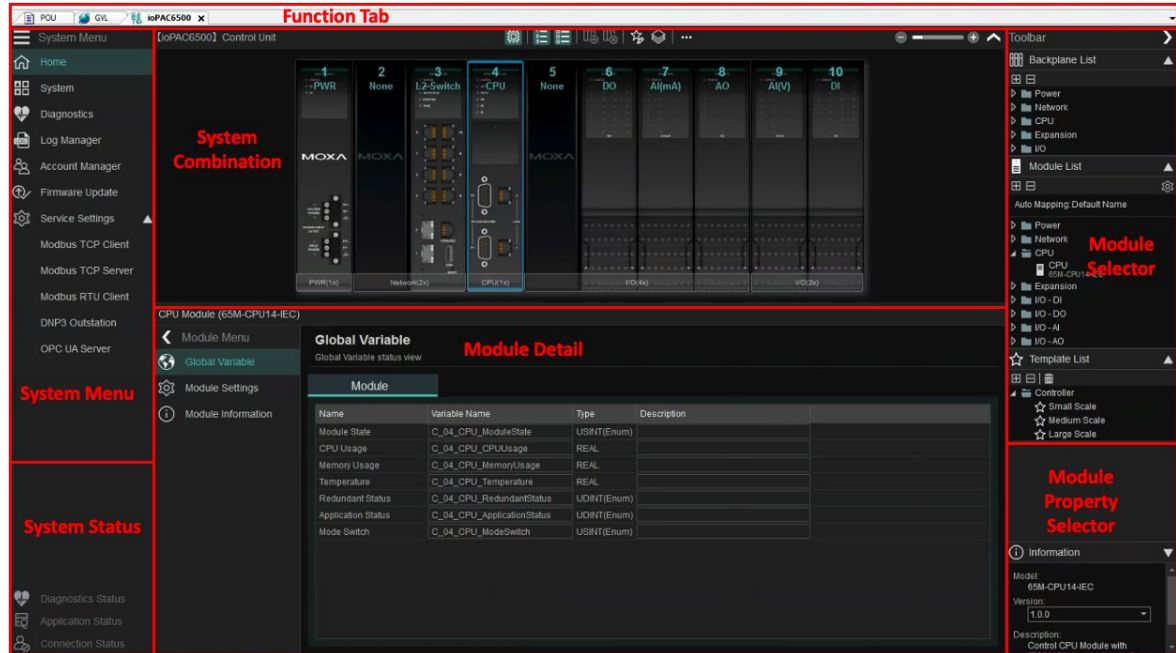 POU
GVL
ioPAC6500
Function Tab
System Menu
Home
System
Diagnostics
Log Manager
Account Manager
Firmware Update
Service Settings
Modbus TCP Client
Modbus TCP Server
Modbus RTU Client
DNP3 Outstation
OPC UA Server
System Menu
System Status
Diagnostics Status
Application Status
Connection Status
【ioPAC6500】Control Unit
System
Combination
1 2 3 4 5 6 7 8 9 10
PWR None L2-Switch CPU None DO AI(mA) AO AI(V) DI
MOXA MOXA MOXA
PWR(1x) Network(2x) CPU(1x) I/O(4x) I/O(2x)
CPU Module (65M-CPU14-IEC)
Module Menu
Global Variable
Module Settings
Module Information
Global Variable
Global Variable status view
Module Detail
Module
Name Variable Name Type Description
Module State C_04_CPU_ModuleState USINT(Enum)
CPU Usage C_04_CPU_CPUUsage REAL
Memory Usage C_04_CPU_MemoryUsage REAL
Temperature C_04_CPU_Temperature REAL
Redundant Status C_04_CPU_RedundantStatus UDINT(Enum)
Application Status C_04_CPU_ApplicationStatus UDINT(Enum)
Mode Switch C_04_CPU_ModeSwitch USINT(Enum)
Toolbar
Backplane List
Power
Network
CPU
Expansion
I/O
Module List
Auto Mapping: Default Name
Power
Network
CPU
CPU
65M-CPU14-IEC
Expansion
I/O - DI
I/O - DO
I/O - AI
I/O - AO
Module
Selector
Template List
Controller
Small Scale
Medium Scale
Large Scale
Module
Property
Selector
Information
Model:
65M-CPU14-IEC
Version:
1.0.0
Description:
Control CPU Module with